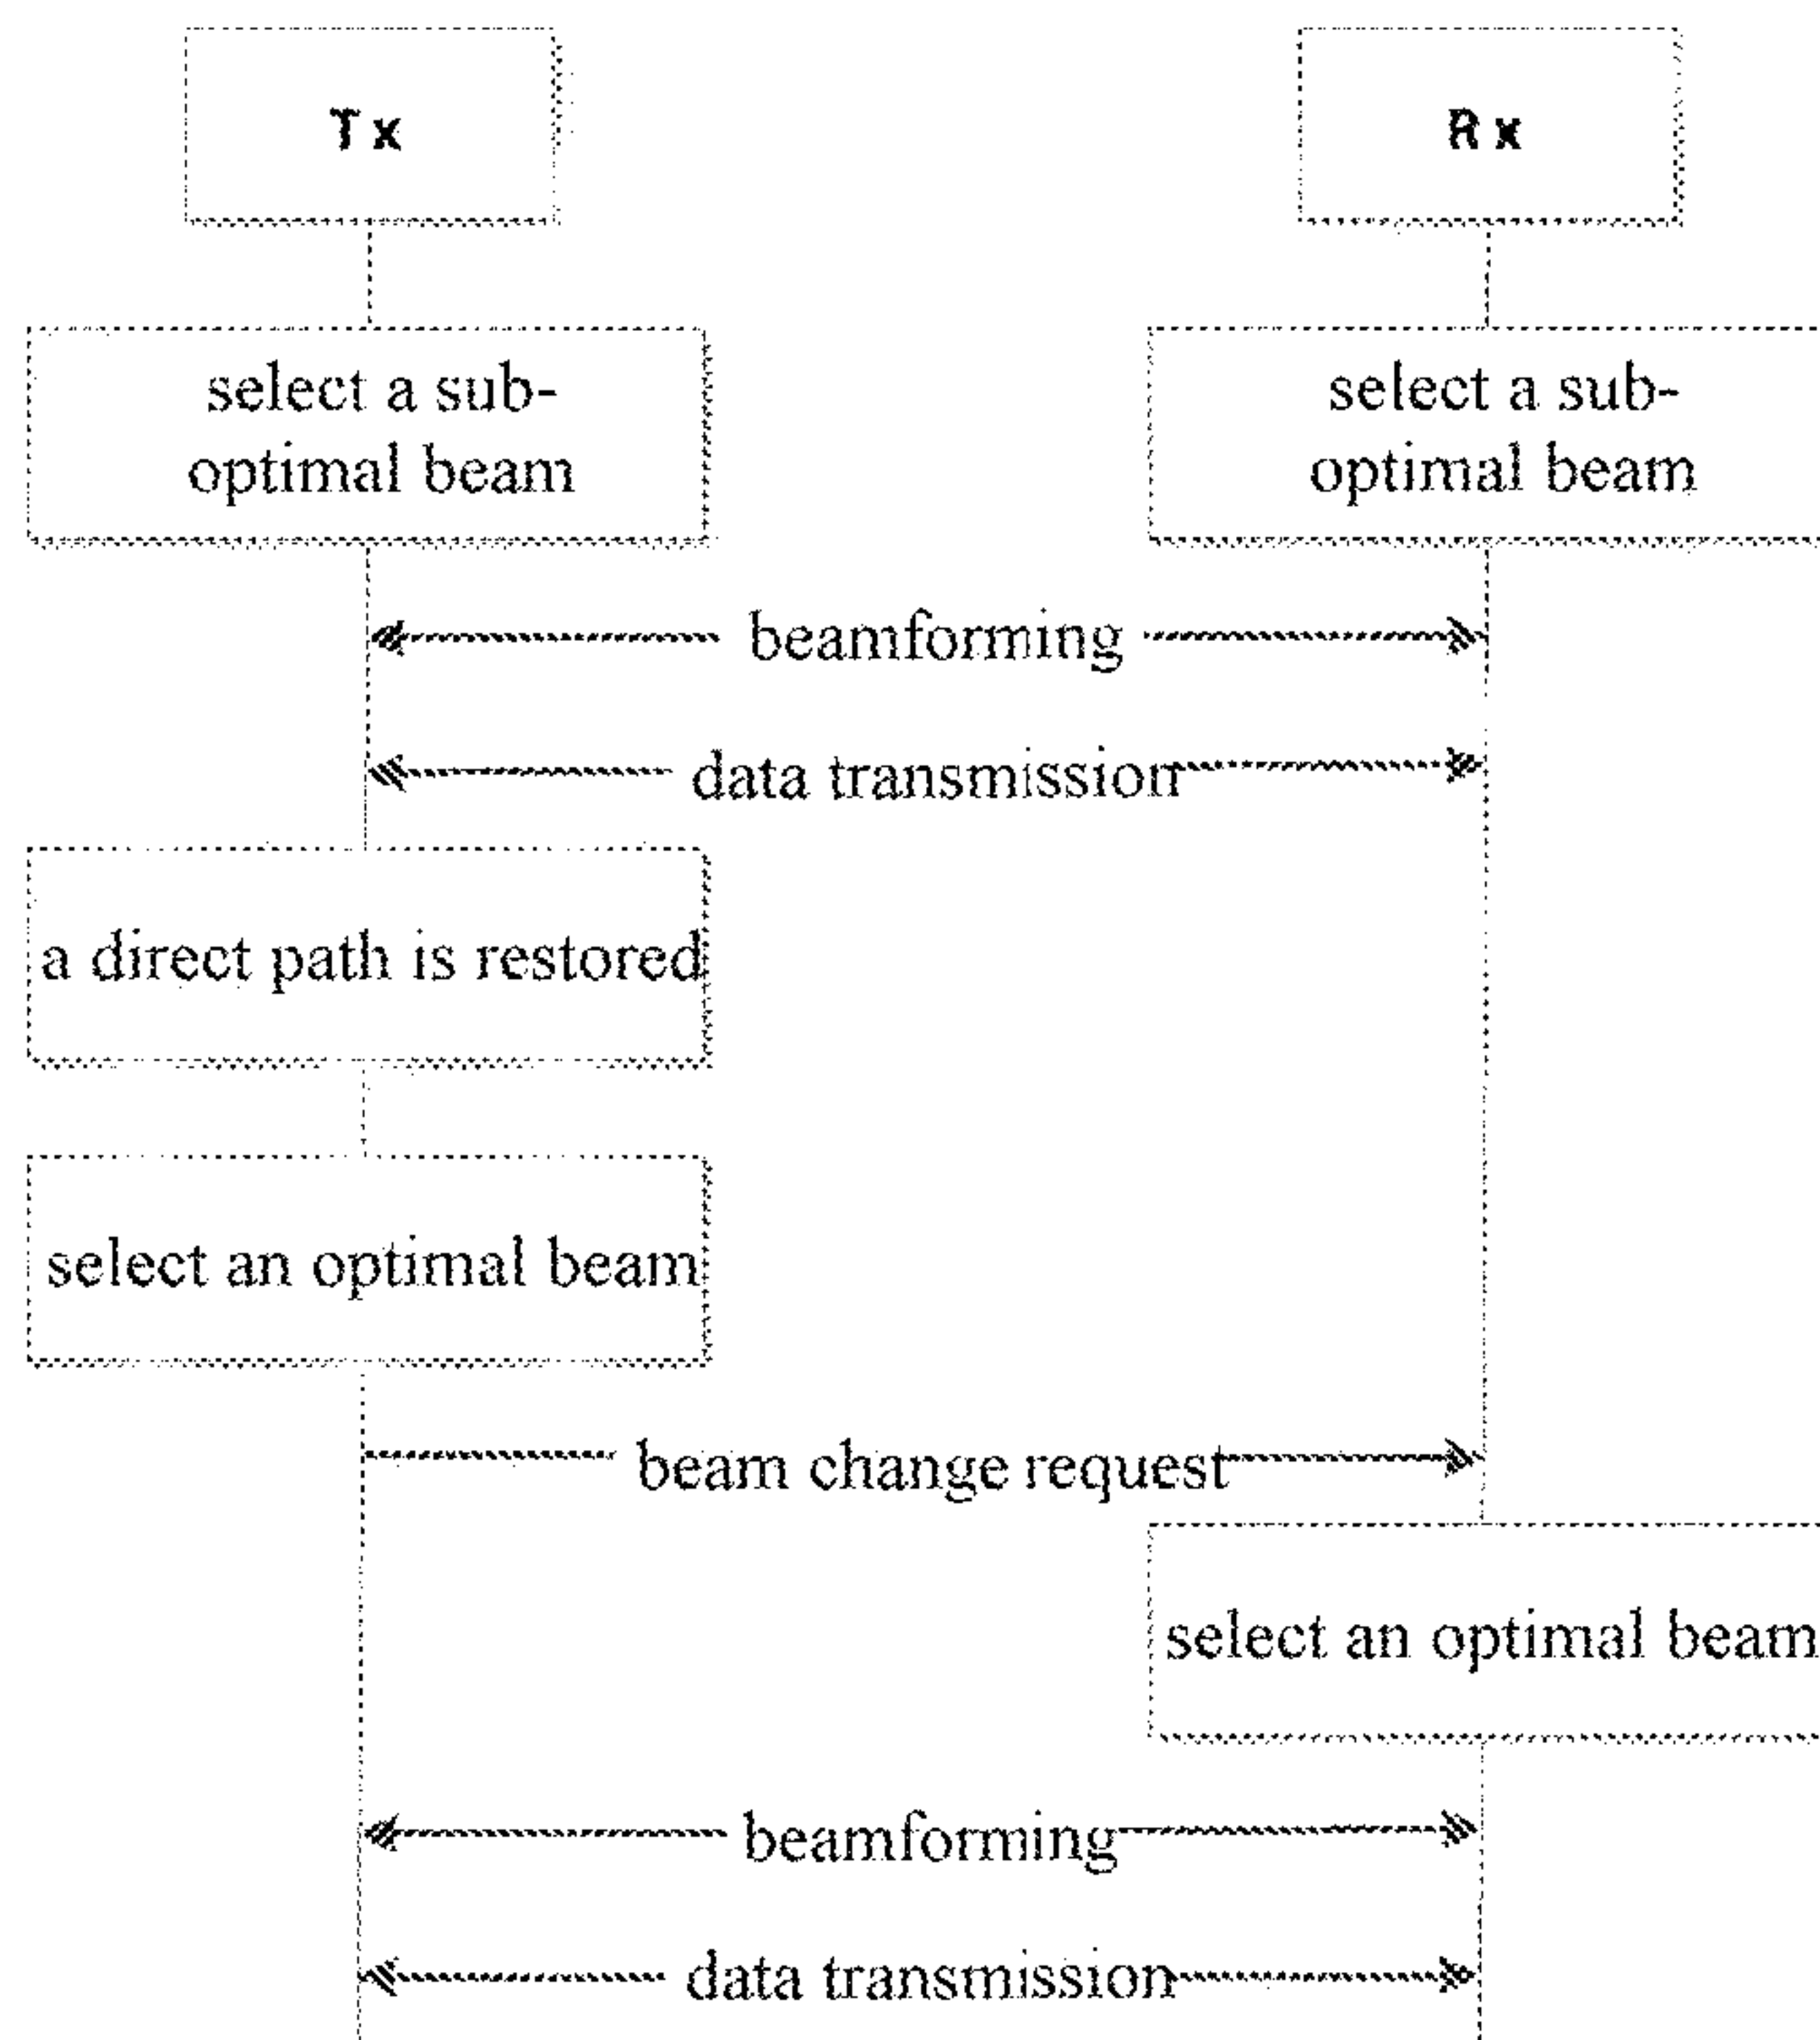 Tx
Rx
select a sub-
optimal beam
select a sub-
optimal beam
beamforming
data transmission
a direct path is restored
select an optimal beam
beam change request
select an optimal beam
beamforming
data transmission